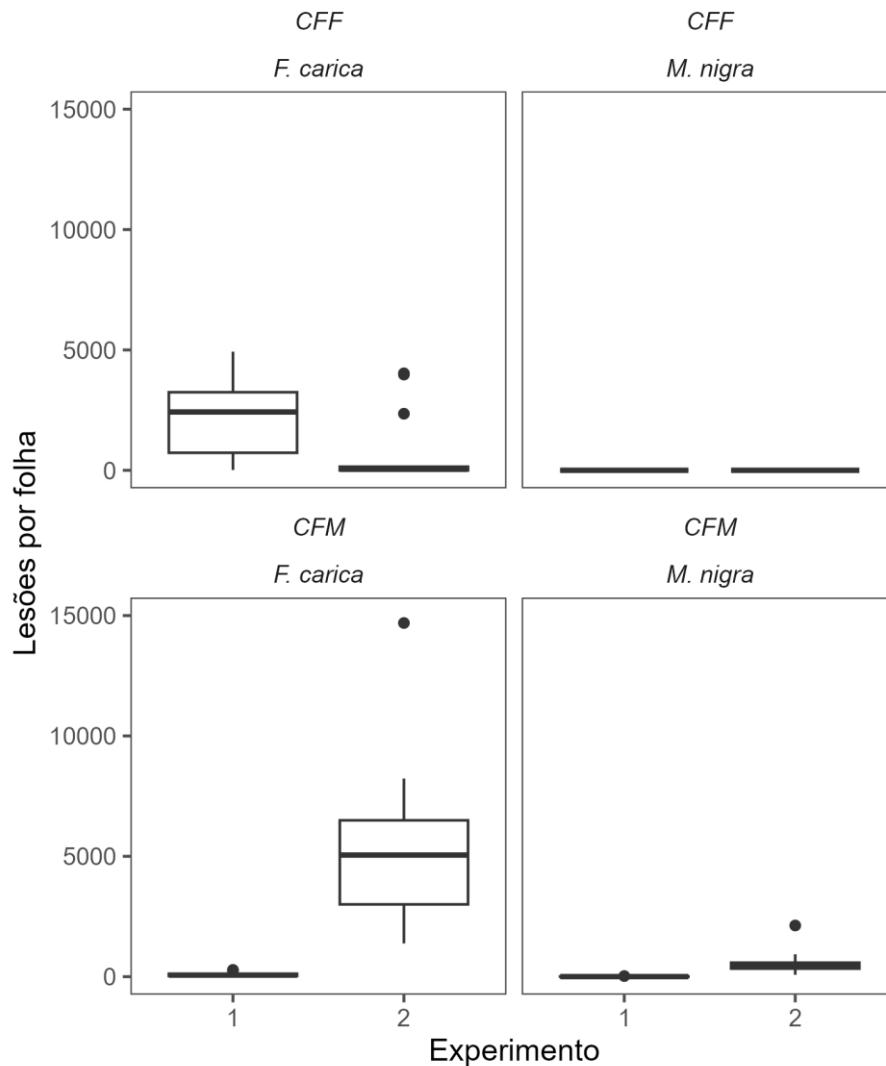 CFF
F. carica
CFF
M. nigra
15000
10000
5000
0
CFM
F. carica
CFM
M. nigra
15000
10000
5000
0
1
2
1
2
Lesões por folha
Experimento